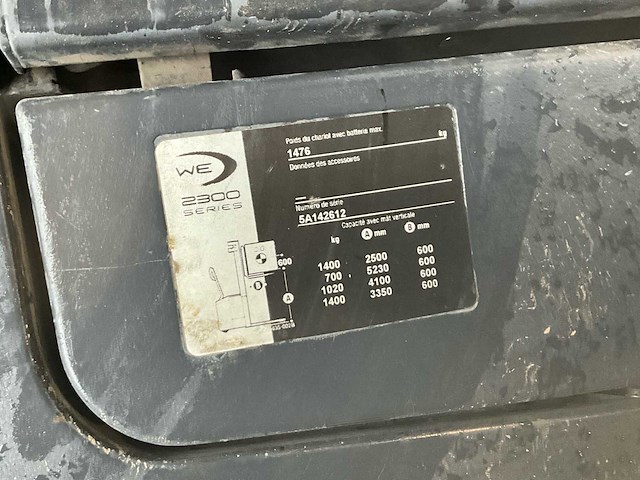 Poids du chariot avec batterie max.
1476 kg
Données des accessoires
WE
2300
SERIES
—
Numéro de série
5A142612
Capacité avec mât verticale
kg A mm B mm
1400 2500 600
700 5230 600
1020 4100 600
1400 3350 600
600
B
A